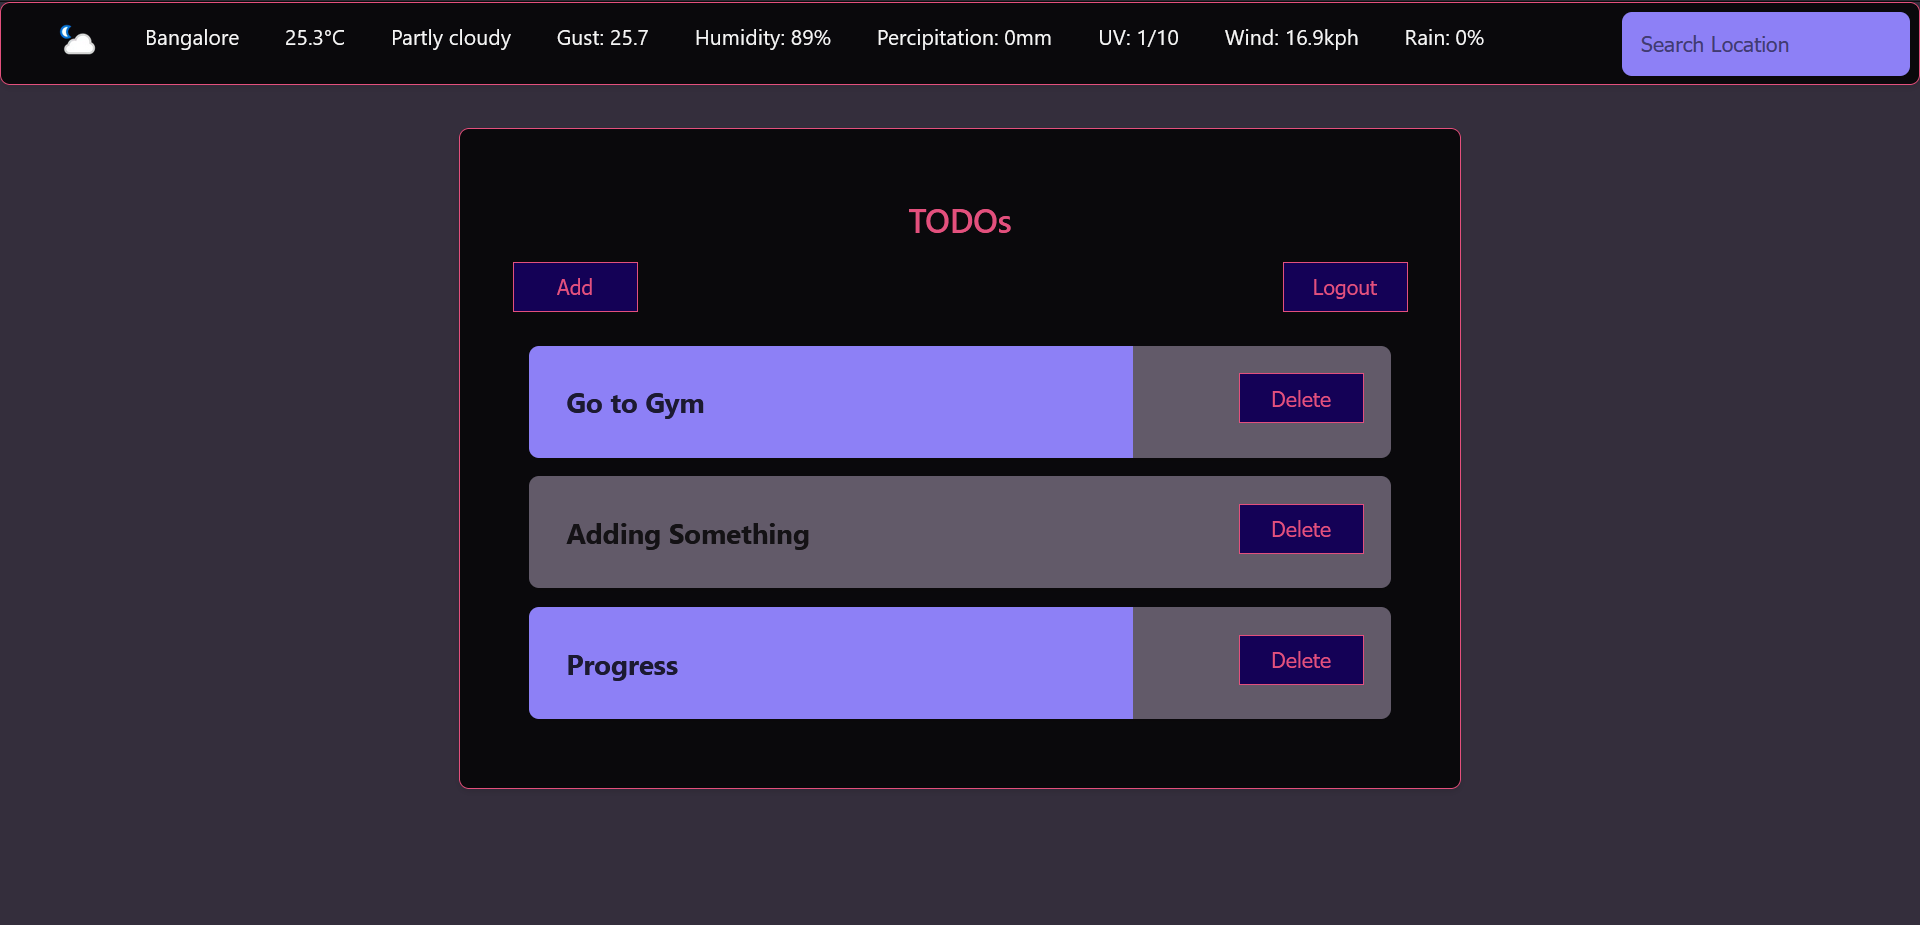 Bangalore 25.3°C Partly cloudy Gust: 25.7 Humidity: 89% Percipitation: 0mm UV: 1/10 Wind: 16.9kph Rain: 0% Search Location
TODOs
Add Logout
Go to Gym Delete
Adding Something Delete
Progress Delete